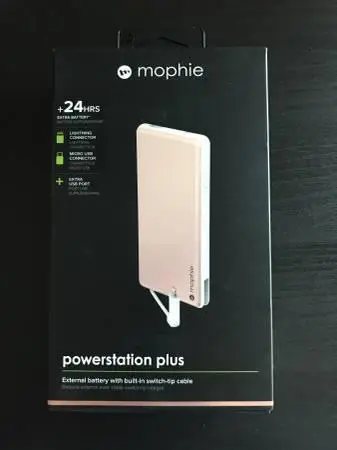 mophie
+24HRS
EXTRA BATTERY*
LIGHTNING
CONNECTOR
MICRO USB
CONNECTOR
+ EXTRA
USB PORT
mophie
powerstation plus
External battery with built-in switch-tip cable